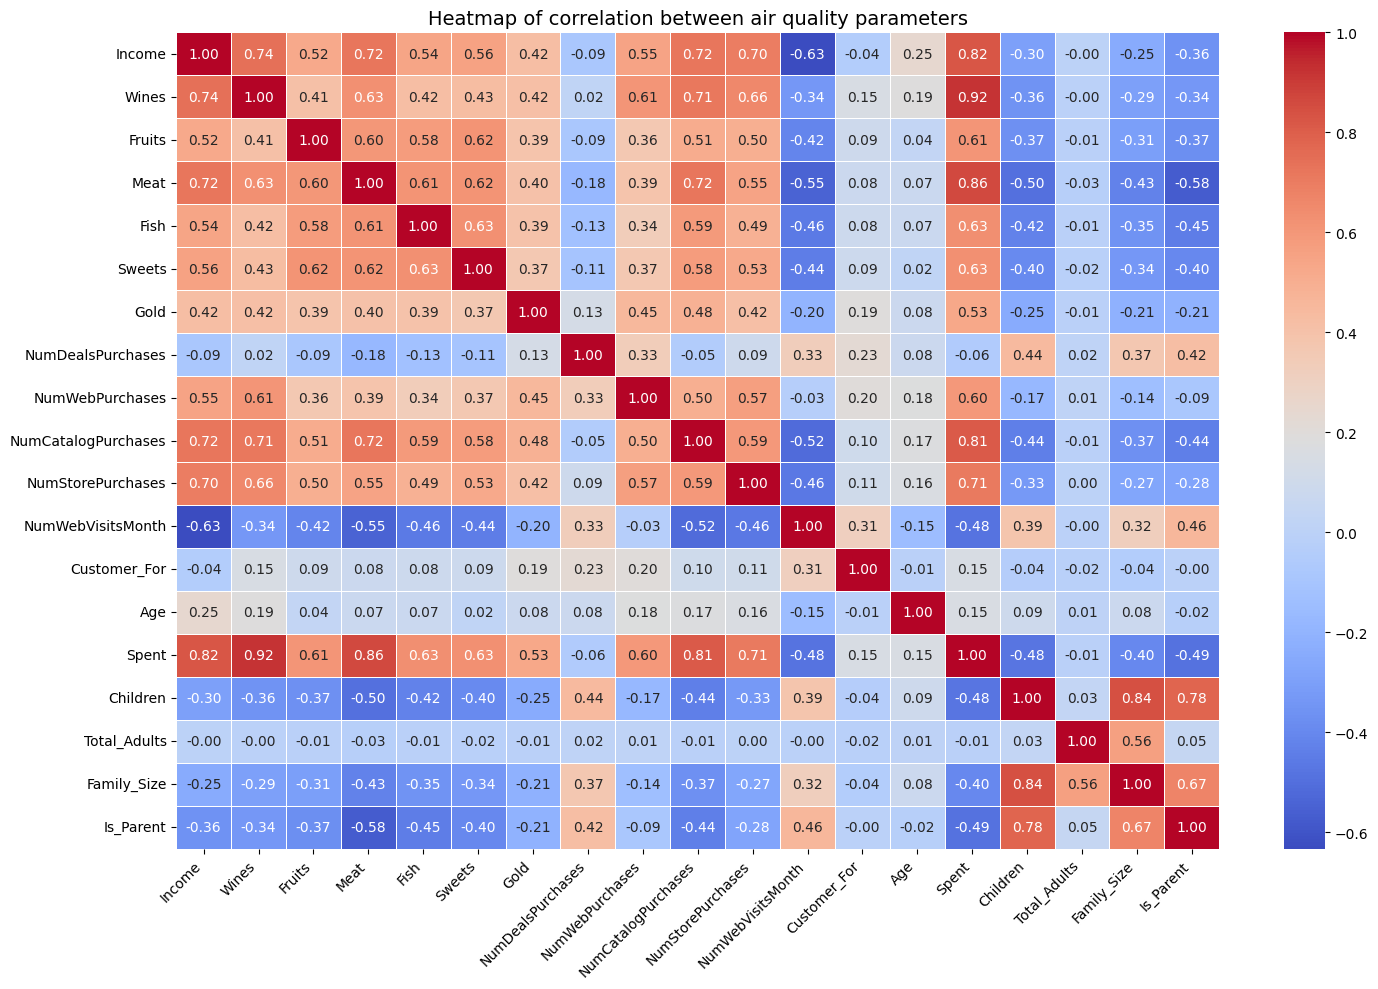 Heatmap of correlation between air quality parameters
Income 1.00 0.74 0.52 0.72 0.54 0.56 0.42 -0.09 0.55 0.72 0.70 -0.63 -0.04 0.25 0.82 -0.30 -0.00 -0.25 -0.36
Wines 0.74 1.00 0.41 0.63 0.42 0.43 0.42 0.02 0.61 0.71 0.66 -0.34 0.15 0.19 0.92 -0.36 -0.00 -0.29 -0.34
Fruits 0.52 0.41 1.00 0.60 0.58 0.62 0.39 -0.09 0.36 0.51 0.50 -0.42 0.09 0.04 0.61 -0.37 -0.01 -0.31 -0.37
Meat 0.72 0.63 0.60 1.00 0.61 0.62 0.40 -0.18 0.39 0.72 0.55 -0.55 0.08 0.07 0.86 -0.50 -0.03 -0.43 -0.58
Fish 0.54 0.42 0.58 0.61 1.00 0.63 0.39 -0.13 0.34 0.59 0.49 -0.46 0.08 0.07 0.63 -0.42 -0.01 -0.35 -0.45
Sweets 0.56 0.43 0.62 0.62 0.63 1.00 0.37 -0.11 0.37 0.58 0.53 -0.44 0.09 0.02 0.63 -0.40 -0.02 -0.34 -0.40
Gold 0.42 0.42 0.39 0.40 0.39 0.37 1.00 0.13 0.45 0.48 0.42 -0.20 0.19 0.08 0.53 -0.25 -0.01 -0.21 -0.21
NumDealsPurchases -0.09 0.02 -0.09 -0.18 -0.13 -0.11 0.13 1.00 0.33 -0.05 0.09 0.33 0.23 0.08 -0.06 0.44 0.02 0.37 0.42
NumWebPurchases 0.55 0.61 0.36 0.39 0.34 0.37 0.45 0.33 1.00 0.50 0.57 -0.03 0.20 0.18 0.60 -0.17 0.01 -0.14 -0.09
NumCatalogPurchases 0.72 0.71 0.51 0.72 0.59 0.58 0.48 -0.05 0.50 1.00 0.59 -0.52 0.10 0.17 0.81 -0.44 -0.01 -0.37 -0.44
NumStorePurchases 0.70 0.66 0.50 0.55 0.49 0.53 0.42 0.09 0.57 0.59 1.00 -0.46 0.11 0.16 0.71 -0.33 0.00 -0.27 -0.28
NumWebVisitsMonth -0.63 -0.34 -0.42 -0.55 -0.46 -0.44 -0.20 0.33 -0.03 -0.52 -0.46 1.00 0.31 -0.15 -0.48 0.39 -0.00 0.32 0.46
Customer_For -0.04 0.15 0.09 0.08 0.08 0.09 0.19 0.23 0.20 0.10 0.11 0.31 1.00 -0.01 0.15 -0.04 -0.02 -0.04 -0.00
Age 0.25 0.19 0.04 0.07 0.07 0.02 0.08 0.08 0.18 0.17 0.16 -0.15 -0.01 1.00 0.15 0.09 0.01 0.08 -0.02
Spent 0.82 0.92 0.61 0.86 0.63 0.63 0.53 -0.06 0.60 0.81 0.71 -0.48 0.15 0.15 1.00 -0.48 -0.01 -0.40 -0.49
Children -0.30 -0.36 -0.37 -0.50 -0.42 -0.40 -0.25 0.44 -0.17 -0.44 -0.33 0.39 -0.04 0.09 -0.48 1.00 0.03 0.84 0.78
Total_Adults -0.00 -0.00 -0.01 -0.03 -0.01 -0.02 -0.01 0.02 0.01 -0.01 0.00 -0.00 -0.02 0.01 -0.01 0.03 1.00 0.56 0.05
Family_Size -0.25 -0.29 -0.31 -0.43 -0.35 -0.34 -0.21 0.37 -0.14 -0.37 -0.27 0.32 -0.04 0.08 -0.40 0.84 0.56 1.00 0.67
Is_Parent -0.36 -0.34 -0.37 -0.58 -0.45 -0.40 -0.21 0.42 -0.09 -0.44 -0.28 0.46 -0.00 -0.02 -0.49 0.78 0.05 0.67 1.00
Income Wines Fruits Meat Fish Sweets Gold NumDealsPurchases NumWebPurchases NumCatalogPurchases NumStorePurchases NumWebVisitsMonth Customer_For Age Spent Children Total_Adults Family_Size Is_Parent
1.0
0.8
0.6
0.4
0.2
0.0
−0.2
−0.4
−0.6